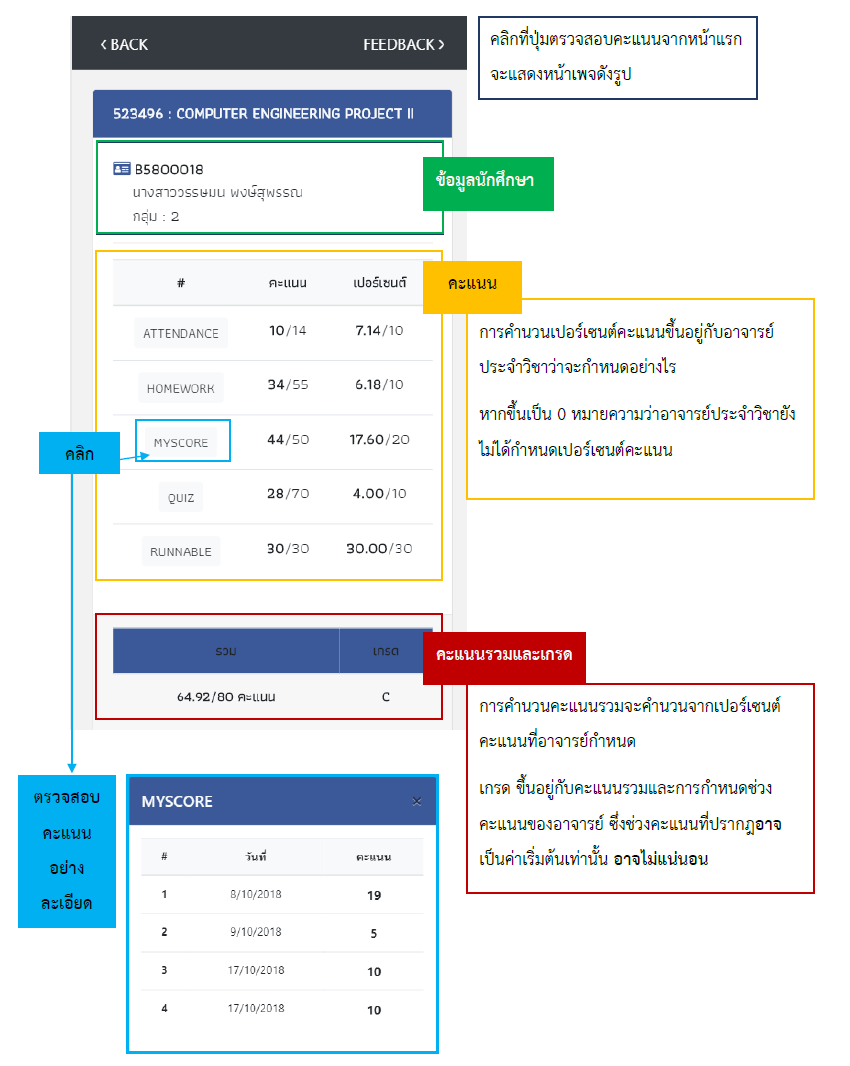 BACK
FEEDBACK
คลิกที่ปุ่มตรวจสอบคะแนนจากหน้าแรก
จะแสดงหน้าเพจดังรูป
523496 : COMPUTER ENGINEERING PROJECT II
B5800018
นางสาววรรษมน พงษ์สุพรรณ
กลุ่ม : 2
ข้อมูลนักศึกษา
# คะแนน เปอร์เซนต์
ATTENDANCE 10/14 7.14/10
HOMEWORK 34/55 6.18/10
MYSCORE 44/50 17.60/20
QUIZ 28/70 4.00/10
RUNNABLE 30/30 30.00/30
คะแนน
การคำนวนเปอร์เซนต์คะแนนขึ้นอยู่กับอาจารย์
ประจำวิชาว่าจะกำหนดอย่างไร
หากขึ้นเป็น 0 หมายความว่าอาจารย์ประจำวิชายัง
ไม่ได้กำหนดเปอร์เซนต์คะแนน
คลิก
รวม เกรด
64.92/80 คะแนน C
คะแนนรวมและเกรด
การคำนวนคะแนนรวมจะคำนวนจากเปอร์เซนต์
คะแนนที่อาจารย์กำหนด
เกรด ขึ้นอยู่กับคะแนนรวมและการกำหนดช่วง
คะแนนของอาจารย์ ซึ่งช่วงคะแนนที่ปรากฎอาจ
เป็นค่าเริ่มต้นเท่านั้น อาจไม่แน่นอน
ตรวจสอบ
คะแนน
อย่าง
ละเอียด
MYSCORE ×
# วันที่ คะแนน
1 8/10/2018 19
2 9/10/2018 5
3 17/10/2018 10
4 17/10/2018 10